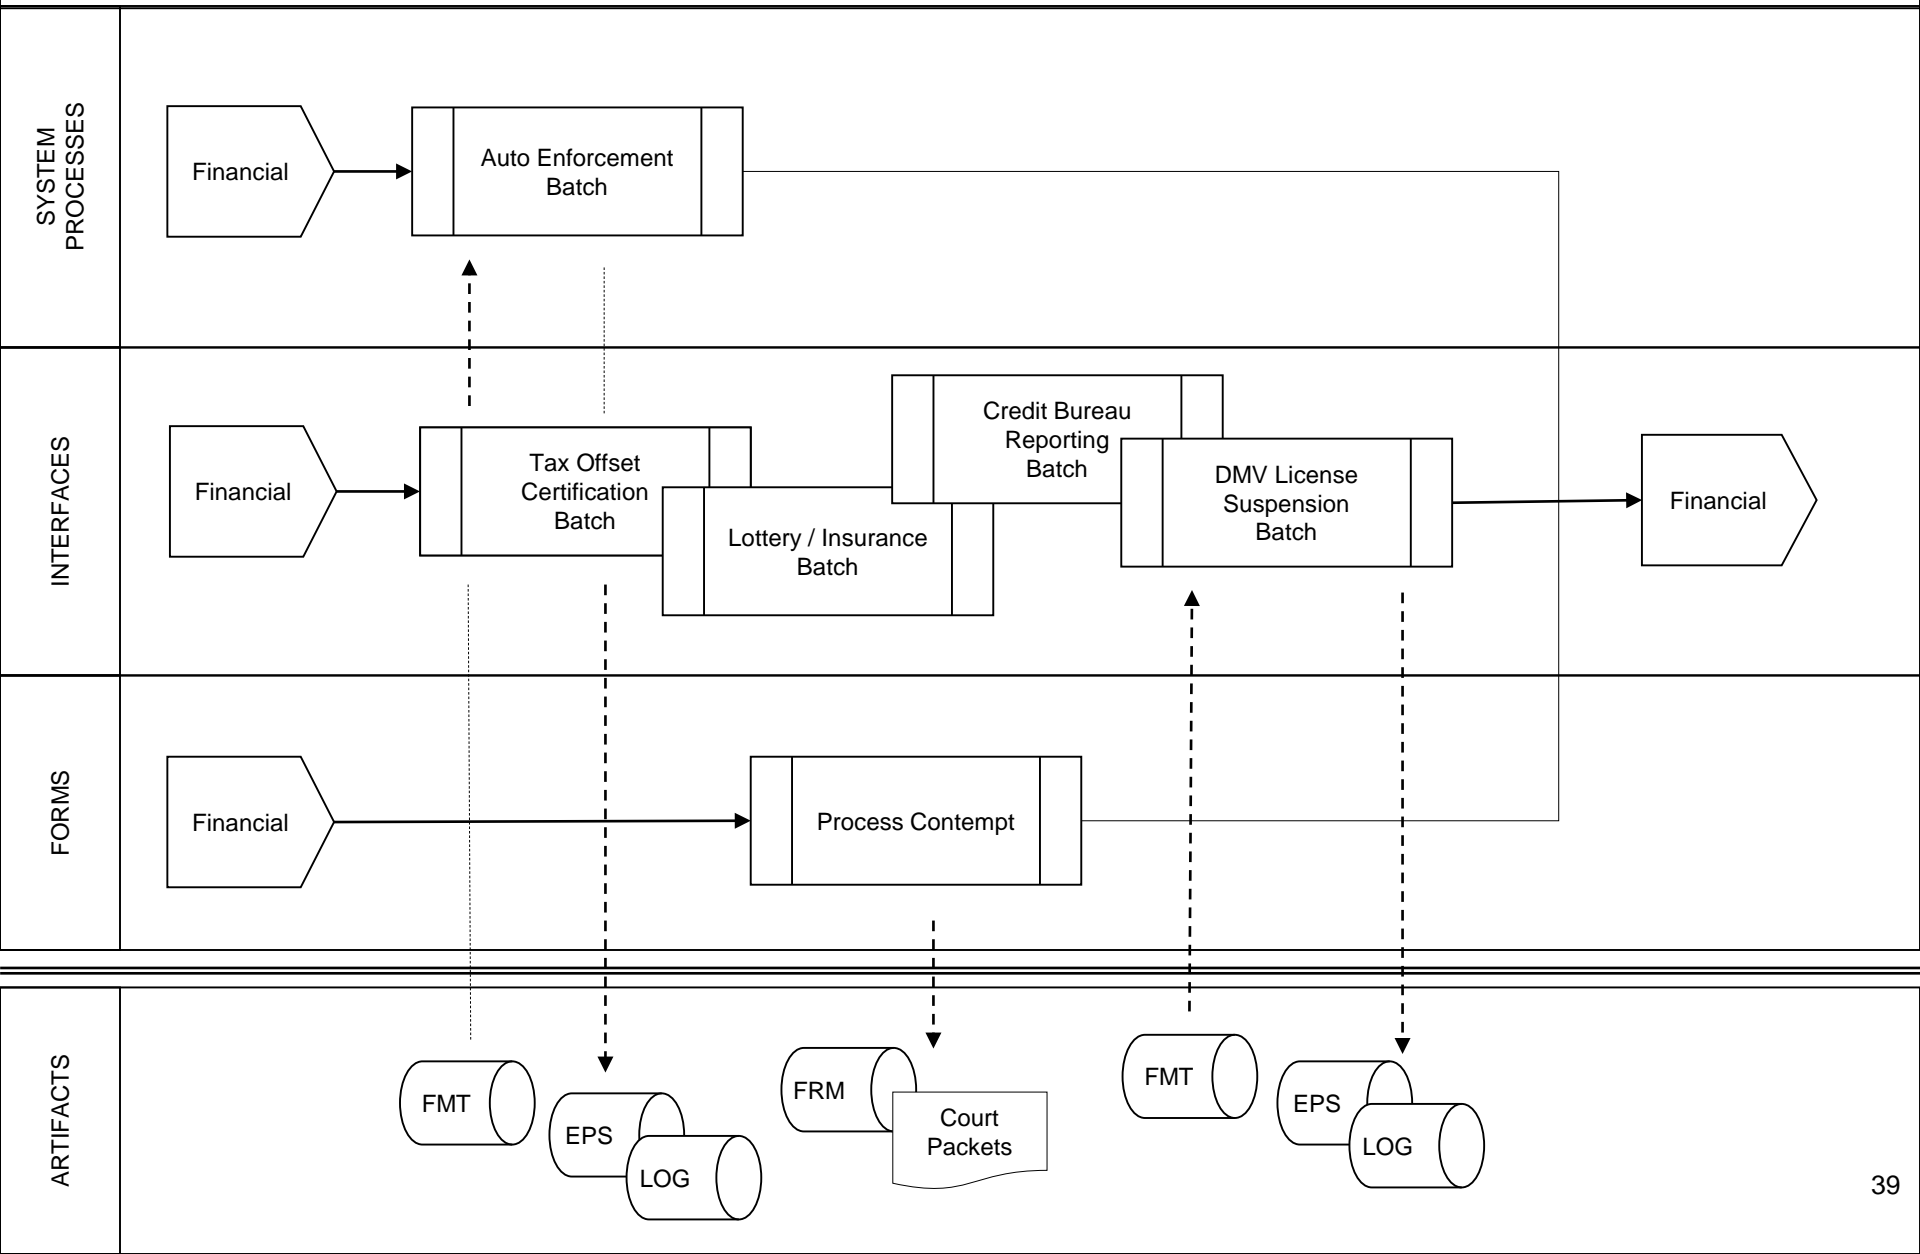 SYSTEM
PROCESSES
Financial
Auto Enforcement
Batch
INTERFACES
Financial
Tax Offset
Certification
Batch
Lottery / Insurance
Batch
Credit Bureau
Reporting
Batch
DMV License
Suspension
Batch
Financial
FORMS
Financial
Process Contempt
ARTIFACTS
FMT
EPS
LOG
FRM
Court
Packets
FMT
EPS
LOG
39